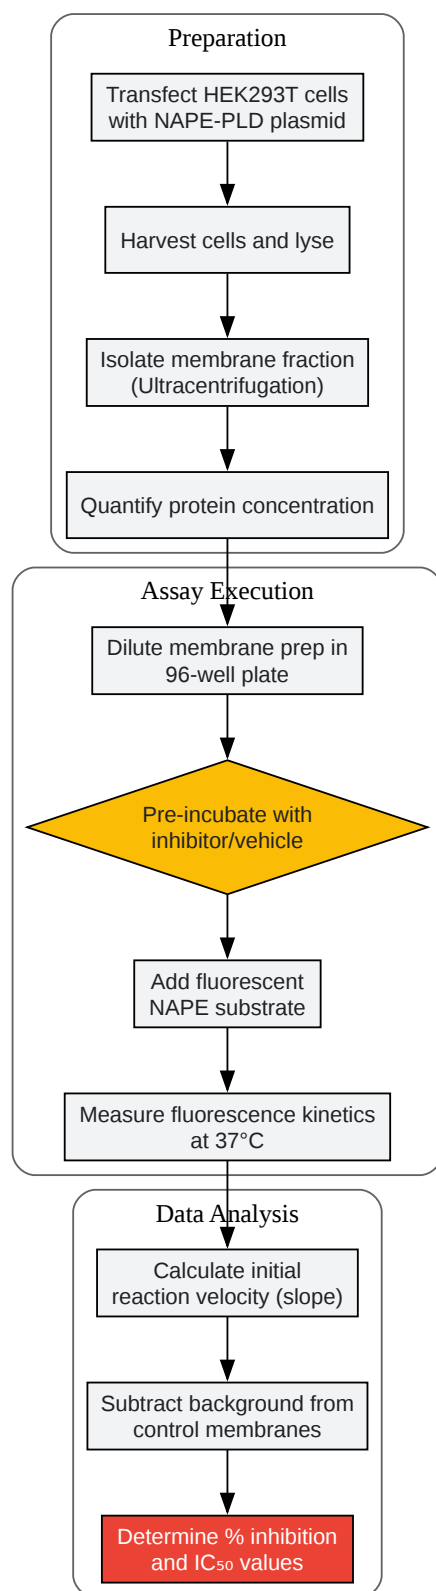 Preparation
Transfect HEK293T cells
with NAPE-PLD plasmid
Harvest cells and lyse
Isolate membrane fraction
(Ultracentrifugation)
Quantify protein concentration
Assay Execution
Dilute membrane prep in
96-well plate
Pre-incubate with
inhibitor/vehicle
Add fluorescent
NAPE substrate
Measure fluorescence kinetics
at 37°C
Data Analysis
Calculate initial
reaction velocity (slope)
Subtract background from
control membranes
Determine % inhibition
and IC₅₀ values